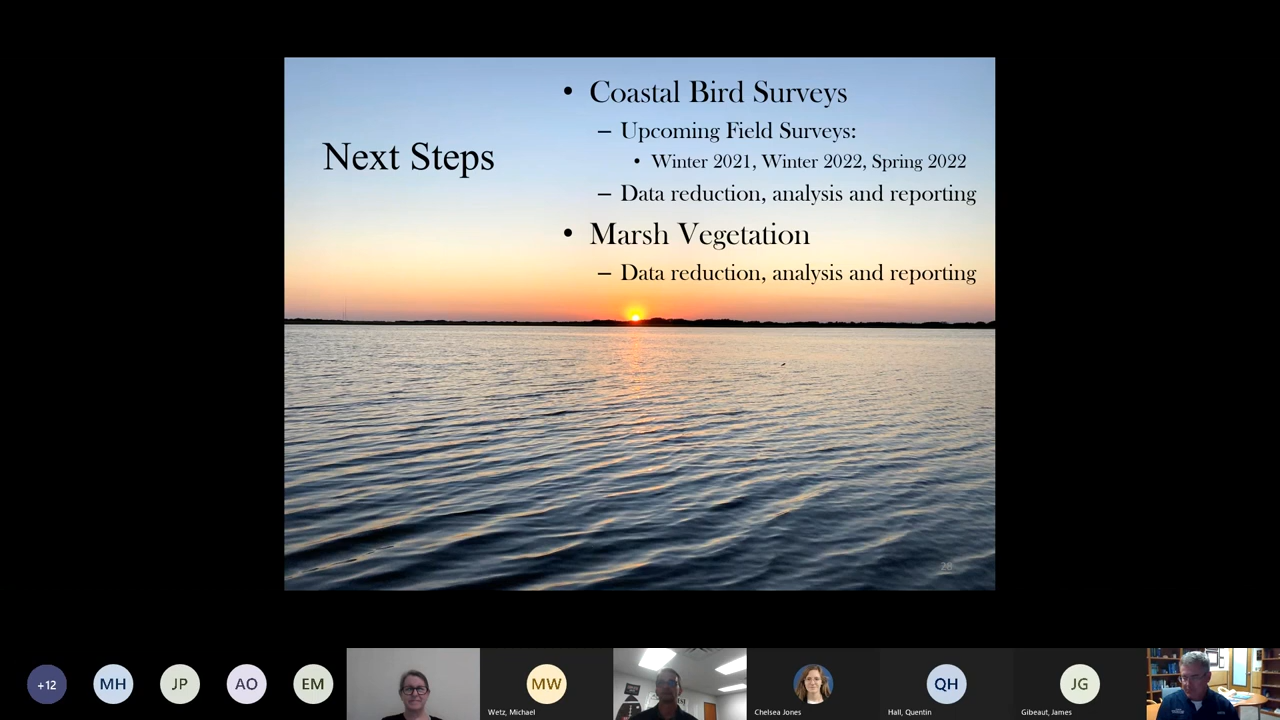 Next Steps
• Coastal Bird Surveys
– Upcoming Field Surveys:
• Winter 2021, Winter 2022, Spring 2022
– Data reduction, analysis and reporting
• Marsh Vegetation
– Data reduction, analysis and reporting
28
+12
MH
JP
AO
EM
MW
Wetz, Michael
Chelsea Jones
QH
Hall, Quentin
JG
Gibeaut, James